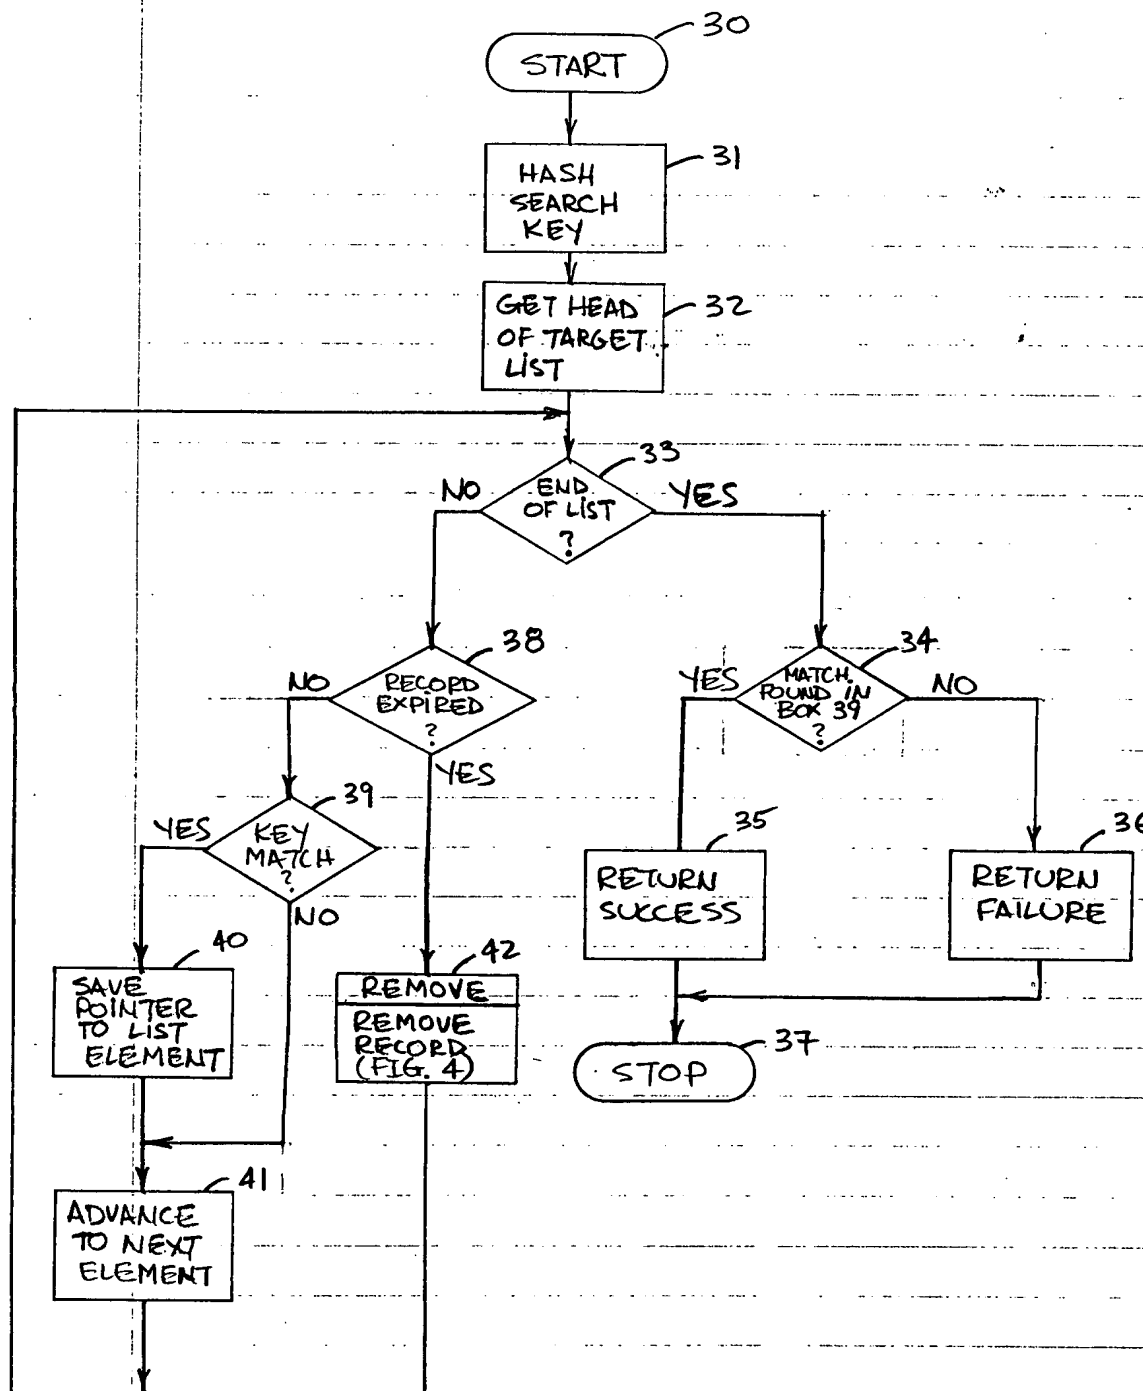 30
START
31
HASH
SEARCH
KEY
32
GET HEAD
OF TARGET
LIST
33
NO
END
OF LIST
?
YES
38
NO
RECORD
EXPIRED
?
YES
34
YES
MATCH
FOUND IN
BOX 39
?
NO
39
YES
KEY
MATCH
?
NO
35
RETURN
SUCCESS
36
RETURN
FAILURE
40
SAVE
POINTER
TO LIST
ELEMENT
42
REMOVE
REMOVE
RECORD
(FIG. 4)
37
STOP
41
ADVANCE
TO NEXT
ELEMENT